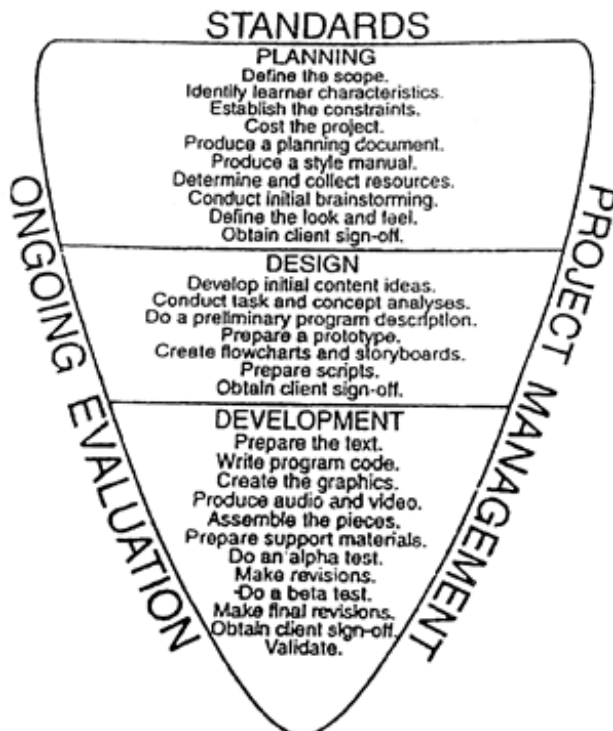 STANDARDS
PLANNING
Define the scope.
Identify learner characteristics.
Establish the constraints.
Cost the project.
Produce a planning document.
Produce a style manual.
Determine and collect resources.
Conduct initial brainstorming.
Define the look and feel.
Obtain client sign-off.
DESIGN
Develop initial content ideas.
Conduct task and concept analyses.
Do a preliminary program description.
Prepare a prototype.
Create flowcharts and storyboards.
Prepare scripts.
Obtain client sign-off.
DEVELOPMENT
Prepare the text.
Write program code.
Create the graphics.
Produce audio and video.
Assemble the pieces.
Prepare support materials.
Do an alpha test.
Make revisions.
Do a beta test.
Make final revisions.
Obtain client sign-off.
Validate.
ONGOING EVALUATION
PROJECT MANAGEMENT